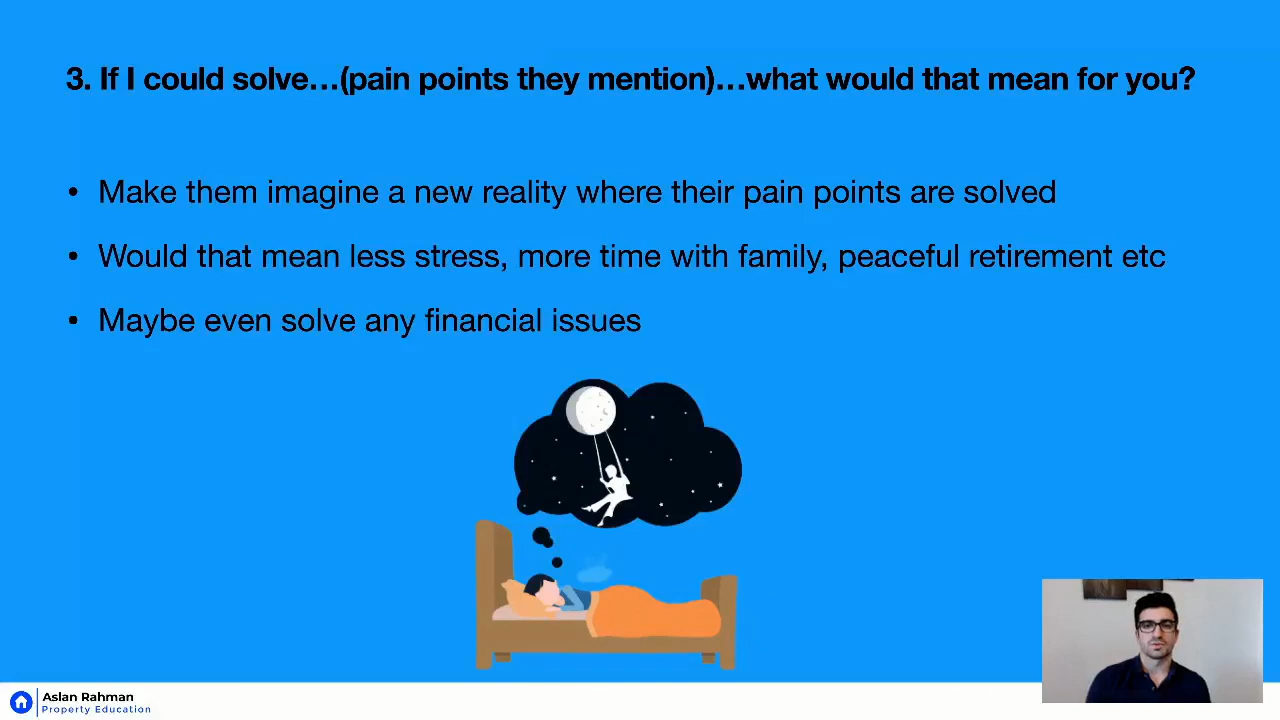 3. If I could solve…(pain points they mention)…what would that mean for you?
• Make them imagine a new reality where their pain points are solved
• Would that mean less stress, more time with family, peaceful retirement etc
• Maybe even solve any financial issues
Aslan Rahman
Property Education